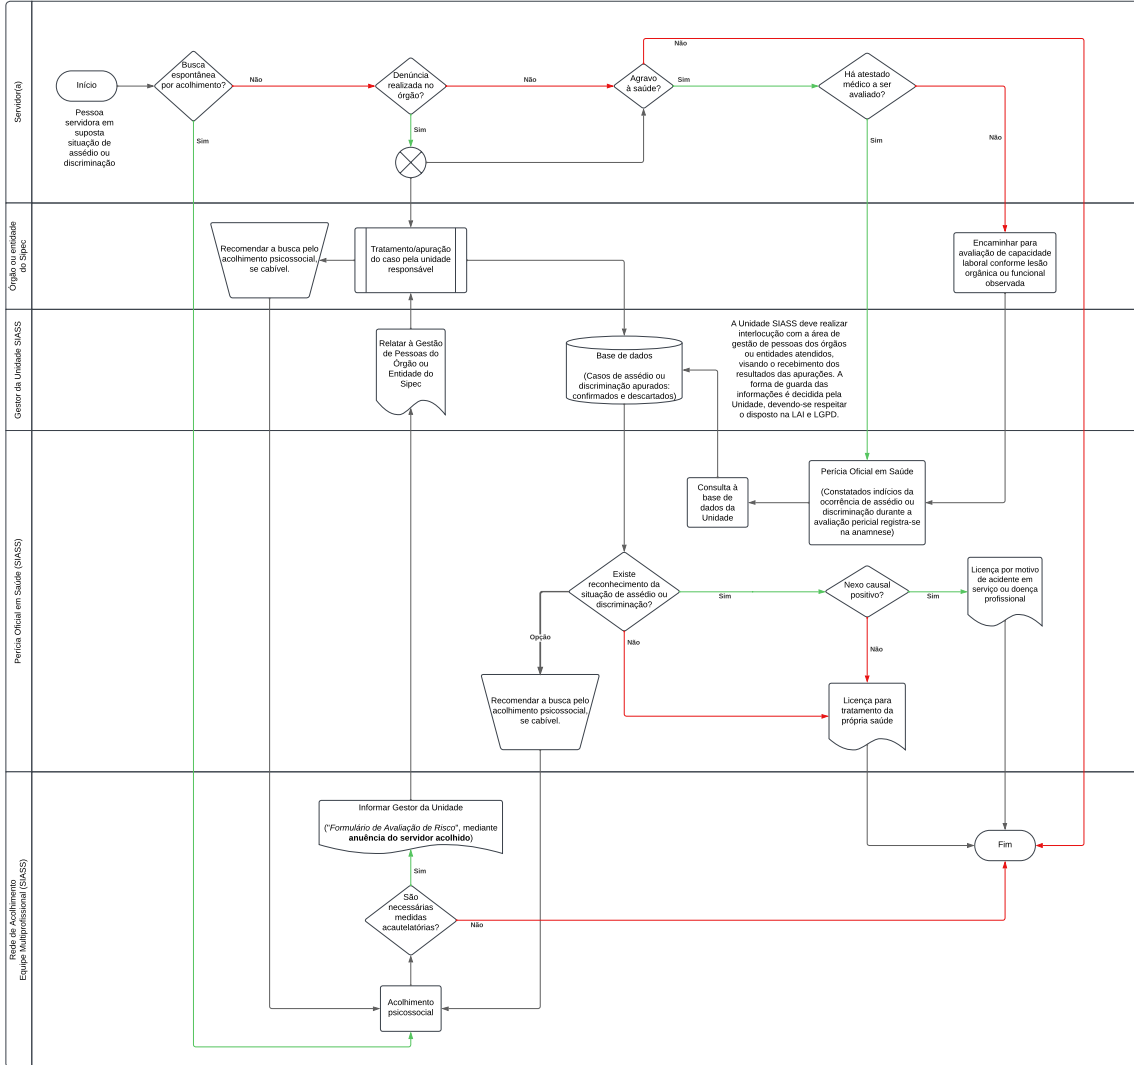 Servidor(a)
Início
Pessoa
servidora em
suposta
situação de
assédio ou
discriminação
Busca
espontânea
por acolhimento?
Não
Sim
Denúncia
realizada no
órgão?
Não
Sim
Agravo
à saúde?
Não
Sim
Há atestado
médico a ser
avaliado?
Sim
Não
Órgão ou entidade
do Sipec
Recomendar a busca pelo
acolhimento psicossocial,
se cabível.
Tratamento/apuração
do caso pela unidade
responsável
Encaminhar para
avaliação de capacidade
laboral conforme lesão
orgânica ou funcional
observada
Gestor da Unidade SIASS
Relatar à Gestão
de Pessoas do
Órgão ou
Entidade do
Sipec
Base de dados
(Casos de assédio ou
discriminação apurados:
confirmados e descartados)
A Unidade SIASS deve realizar
interlocução com a área de
gestão de pessoas dos órgãos
ou entidades atendidos,
visando o recebimento dos
resultados das apurações. A
forma de guarda das
informações é decidida pela
Unidade, devendo-se respeitar
o disposto na LAI e LGPD.
Perícia Oficial em Saúde (SIASS)
Consulta à
base de
dados da
Unidade
Perícia Oficial em Saúde
(Constatados indícios da
ocorrência de assédio ou
discriminação durante a
avaliação pericial registra-se
na anamnese)
Existe
reconhecimento da
situação de assédio ou
discriminação?
Opção
Não
Sim
Nexo causal
positivo?
Sim
Não
Licença por motivo
de acidente em
serviço ou doença
profissional
Recomendar a busca pelo
acolhimento psicossocial,
se cabível.
Licença para
tratamento da
própria saúde
Rede de Acolhimento
Equipe Multiprofissional (SIASS)
Informar Gestor da Unidade
("Formulário de Avaliação de Risco", mediante
anuência do servidor acolhido)
Sim
São
necessárias
medidas
acautelatórias?
Não
Fim
Acolhimento
psicossocial